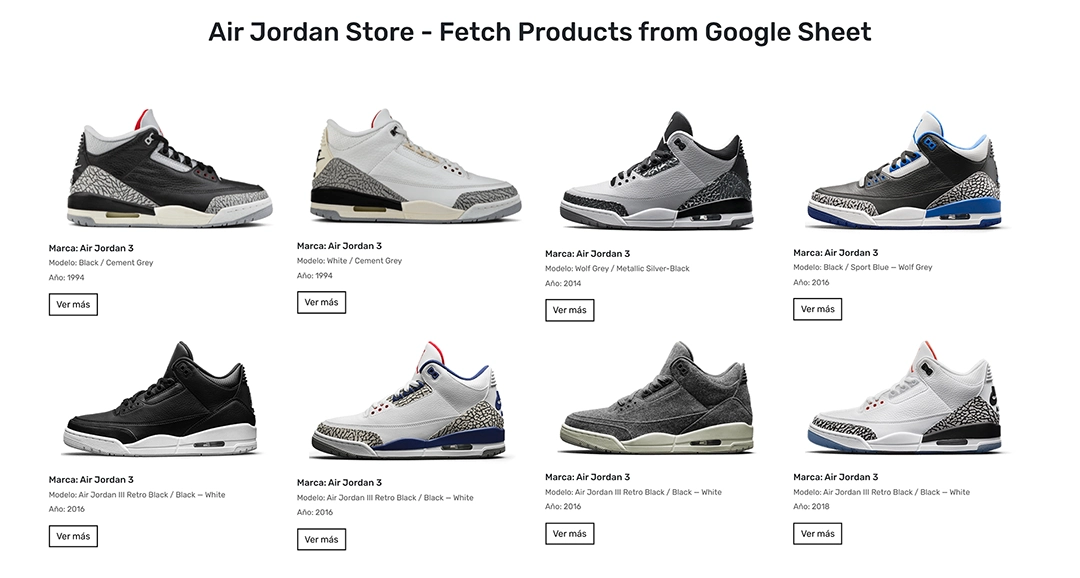 Air Jordan Store - Fetch Products from Google Sheet
Marca: Air Jordan 3
Modelo: Black / Cement Grey
Año: 1994
Ver más
Marca: Air Jordan 3
Modelo: White / Cement Grey
Año: 1994
Ver más
Marca: Air Jordan 3
Modelo: Wolf Grey / Metallic Silver-Black
Año: 2014
Ver más
Marca: Air Jordan 3
Modelo: Black / Sport Blue — Wolf Grey
Año: 2016
Ver más
Marca: Air Jordan 3
Modelo: Air Jordan III Retro Black / Black — White
Año: 2016
Ver más
Marca: Air Jordan 3
Modelo: Air Jordan III Retro Black / Black — White
Año: 2016
Ver más
Marca: Air Jordan 3
Modelo: Air Jordan III Retro Black / Black — White
Año: 2016
Ver más
Marca: Air Jordan 3
Modelo: Air Jordan III Retro Black / Black — White
Año: 2018
Ver más